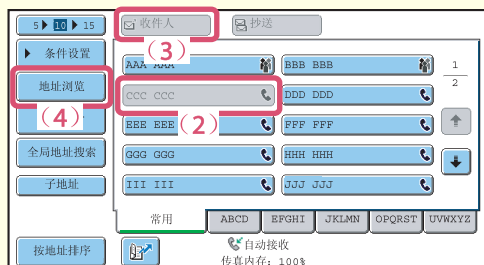 5 10 15
收件人
抄送
条件设置
(3)
AAA AAA
BBB BBB
1
2
地址浏览
CCC CCC
DDD DDD
(4)
(2)
EEE EEE
FFF FFF
全局地址搜索
GGG GGG
HHH HHH
子地址
III III
JJJ JJJ
常用
ABCD
EFGHI
JKLMN
OPQRST
UVWXYZ
按地址排序
自动接收
传真内存: 100%